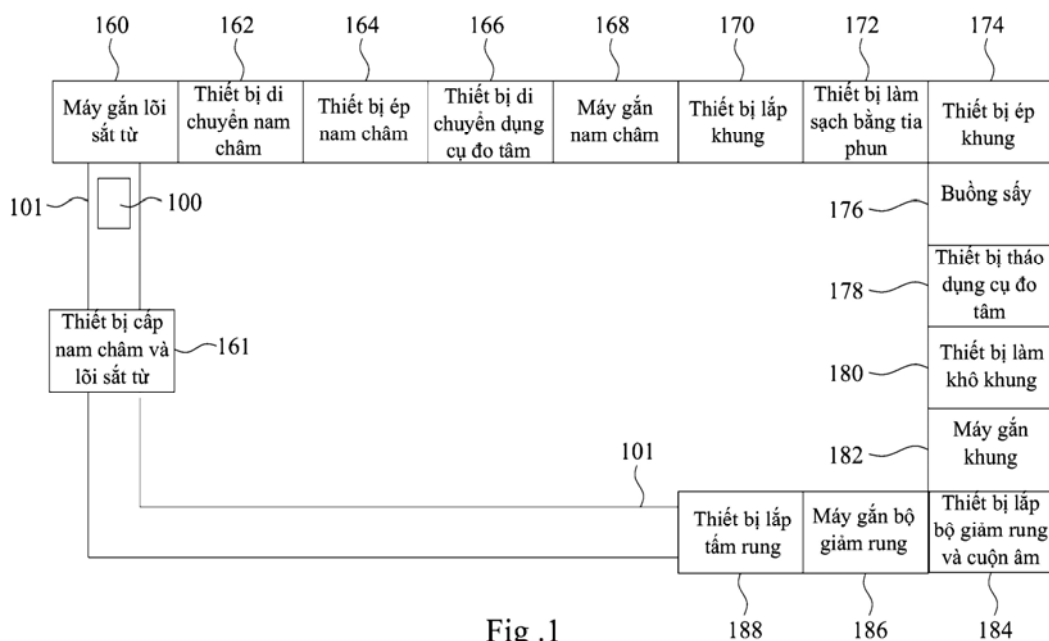 160
162
164
166
168
170
172
174
Máy gắn lõi
sắt từ
Thiết bị di
chuyển nam
châm
Thiết bị ép
nam châm
Thiết bị di
chuyển dụng
cụ đo tâm
Máy gắn
nam châm
Thiết bị lắp
khung
Thiết bị làm
sạch bằng tia
phun
Thiết bị ép
khung
101
100
176
Buồng sấy
178
Thiết bị tháo
dụng cụ đo
tâm
Thiết bị cấp
nam châm và
lõi sắt từ
161
180
Thiết bị làm
khô khung
182
Máy gắn
khung
101
Thiết bị lắp
tấm rung
Máy gắn bộ
giảm rung
Thiết bị lắp
bộ giảm rung
và cuộn âm
188
186
184
Fig .1